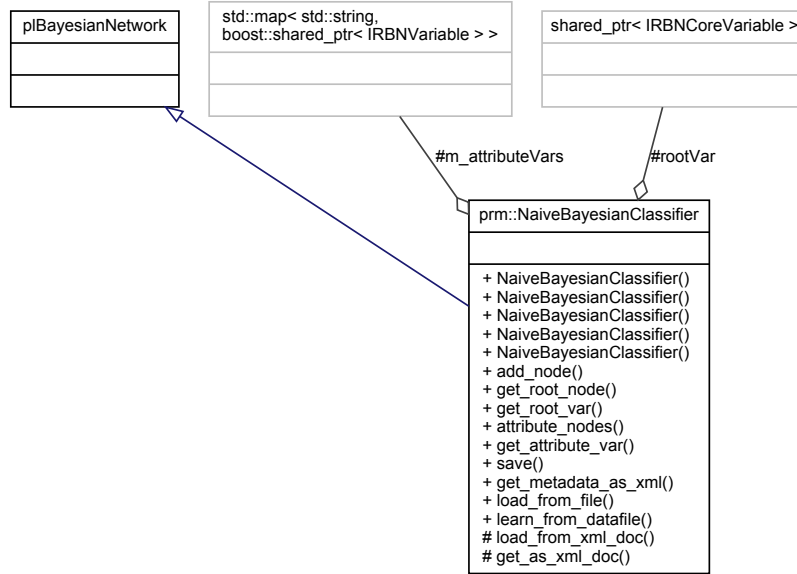 plBayesianNetwork
std::map< std::string,
boost::shared_ptr< IRBNVariable > >
shared_ptr< IRBNCoreVariable >
#m_attributeVars
#rootVar
prm::NaiveBayesianClassifier
+ NaiveBayesianClassifier()
+ NaiveBayesianClassifier()
+ NaiveBayesianClassifier()
+ NaiveBayesianClassifier()
+ NaiveBayesianClassifier()
+ add_node()
+ get_root_node()
+ get_root_var()
+ attribute_nodes()
+ get_attribute_var()
+ save()
+ get_metadata_as_xml()
+ load_from_file()
+ learn_from_datafile()
# load_from_xml_doc()
# get_as_xml_doc()